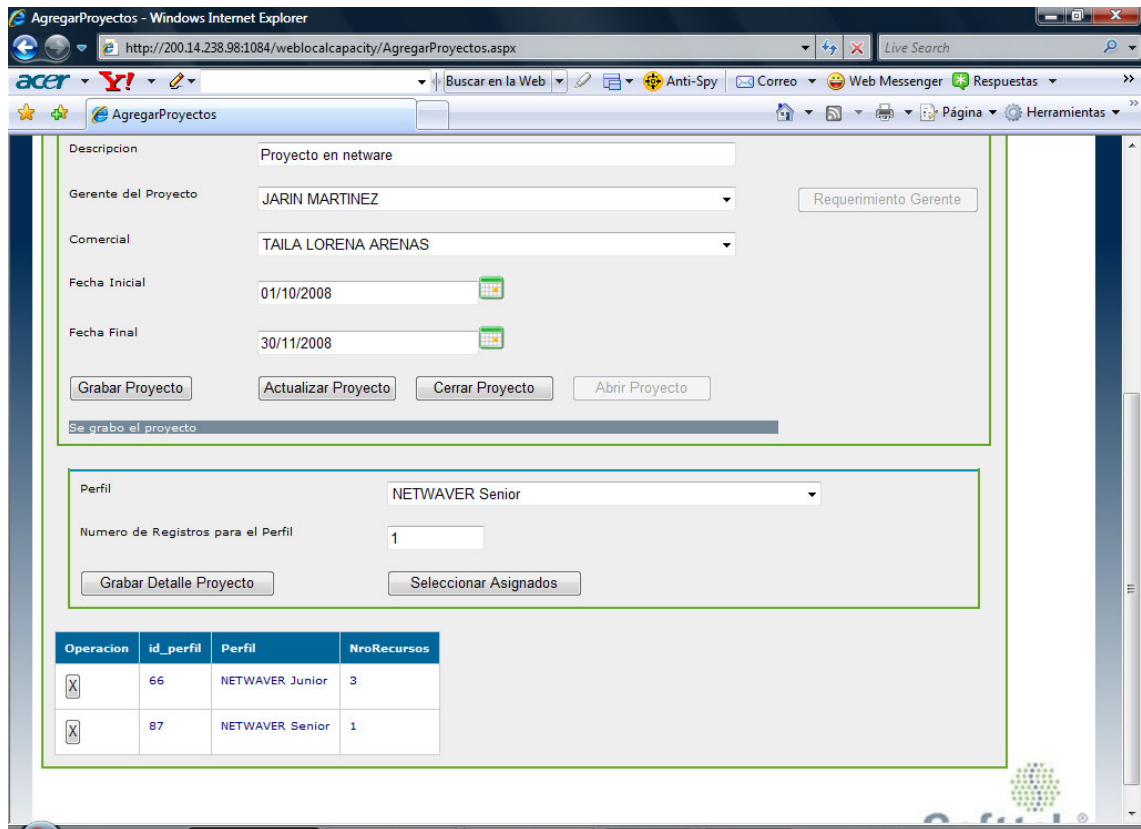 AgregarProyectos - Windows Internet Explorer
http://200.14.238.98:1084/weblocalcapacity/AgregarProyectos.aspx
Live Search
acer
Y!
Buscar en la Web
Anti-Spy
Correo
Web Messenger
Respuestas
AgregarProyectos
Página
Herramientas
Descripcion
Proyecto en netware
Gerente del Proyecto
JARIN MARTINEZ
Requerimiento Gerente
Comercial
TAILA LORENA ARENAS
Fecha Inicial
01/10/2008
Fecha Final
30/11/2008
Grabar Proyecto
Actualizar Proyecto
Cerrar Proyecto
Abrir Proyecto
Se grabo el proyecto
Perfil
NETWAVER Senior
Numero de Registros para el Perfil
1
Grabar Detalle Proyecto
Seleccionar Asignados
Operacion id_perfil Perfil NroRecursos
X 66 NETWAVER Junior 3
X 87 NETWAVER Senior 1